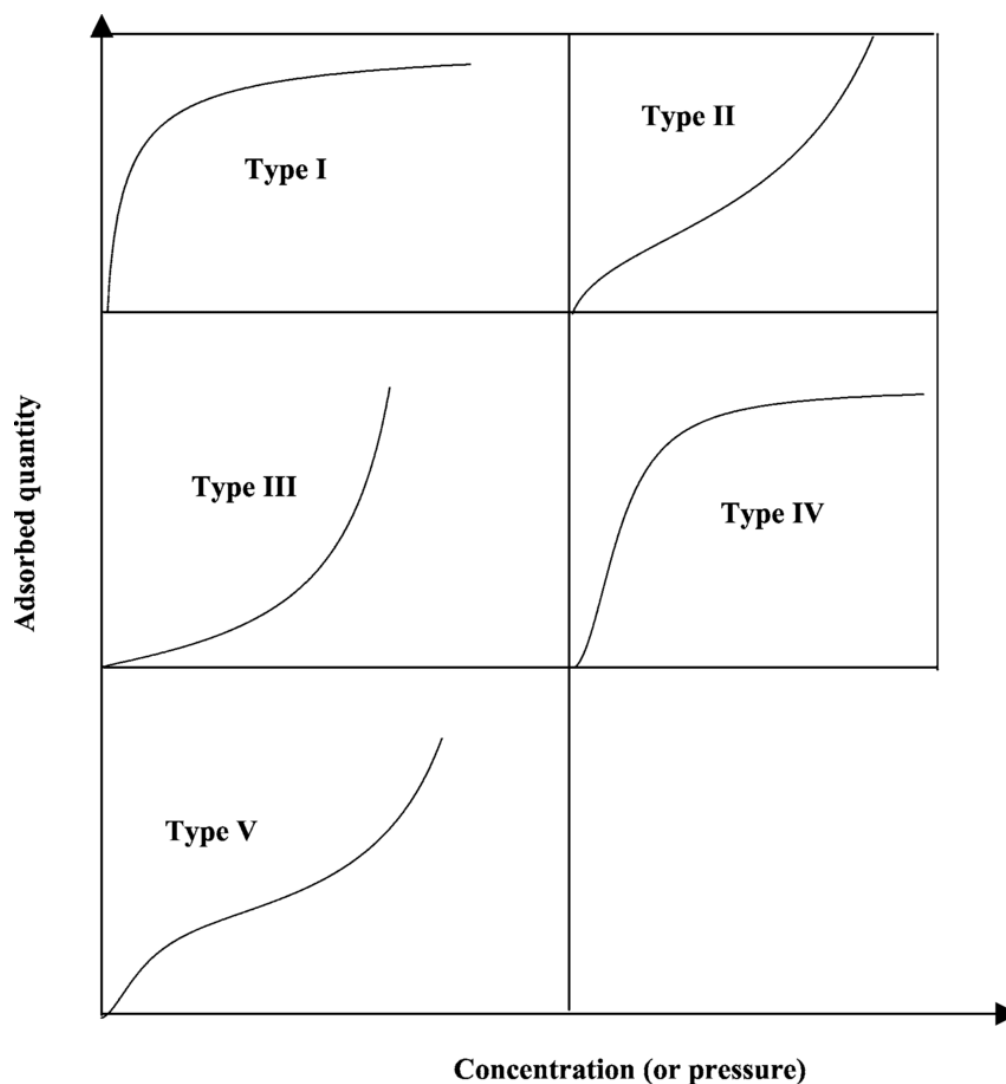 Type I
Type II
Type III
Type IV
Type V
Adsorbed quantity
Concentration (or pressure)